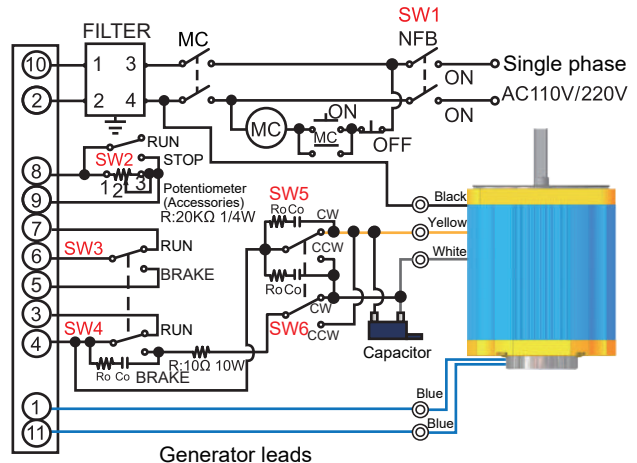 SW1
FILTER
MC
NFB
10
1 3
ON
Single phase
2
2 4
ON
AC110V/220V
ON
MC
MC
OFF
RUN
SW2
STOP
8
1 2 3
9
Potentiometer
(Accessories)
R:20KΩ 1/4W
SW5
Black
Ro Co
CW
7
Yellow
SW3
RUN
CCW
White
6
5
BRAKE
Ro Co
3
CW
SW4
RUN
SW6
CCW
4
Capacitor
R:10Ω 10W
Ro Co
BRAKE
Blue
1
Blue
11
Generator leads